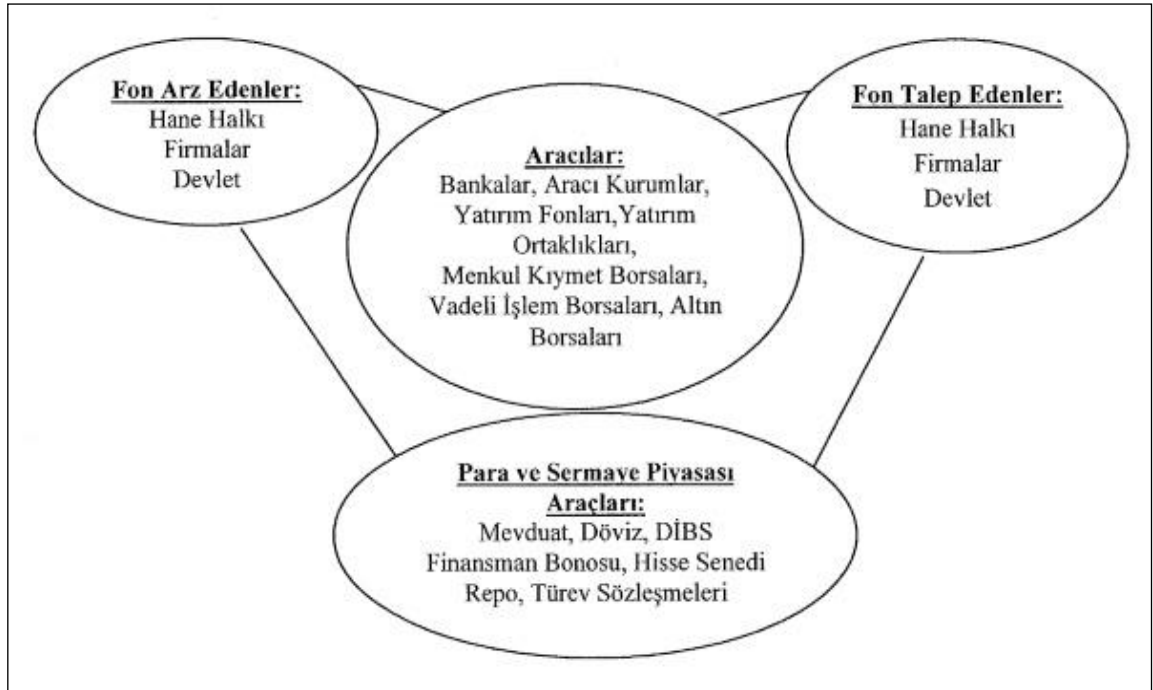 Fon Arz Edenler:
Hane Halkı
Firmalar
Devlet
Aracılar:
Bankalar, Aracı Kurumlar,
Yatırım Fonları,Yatırım
Ortaklıkları,
Menkul Kıymet Borsaları,
Vadeli İşlem Borsaları, Altın
Borsaları
Fon Talep Edenler:
Hane Halkı
Firmalar
Devlet
Para ve Sermaye Piyasası
Araçları:
Mevduat, Döviz, DİBS
Finansman Bonosu, Hisse Senedi
Repo, Türev Sözleşmeleri